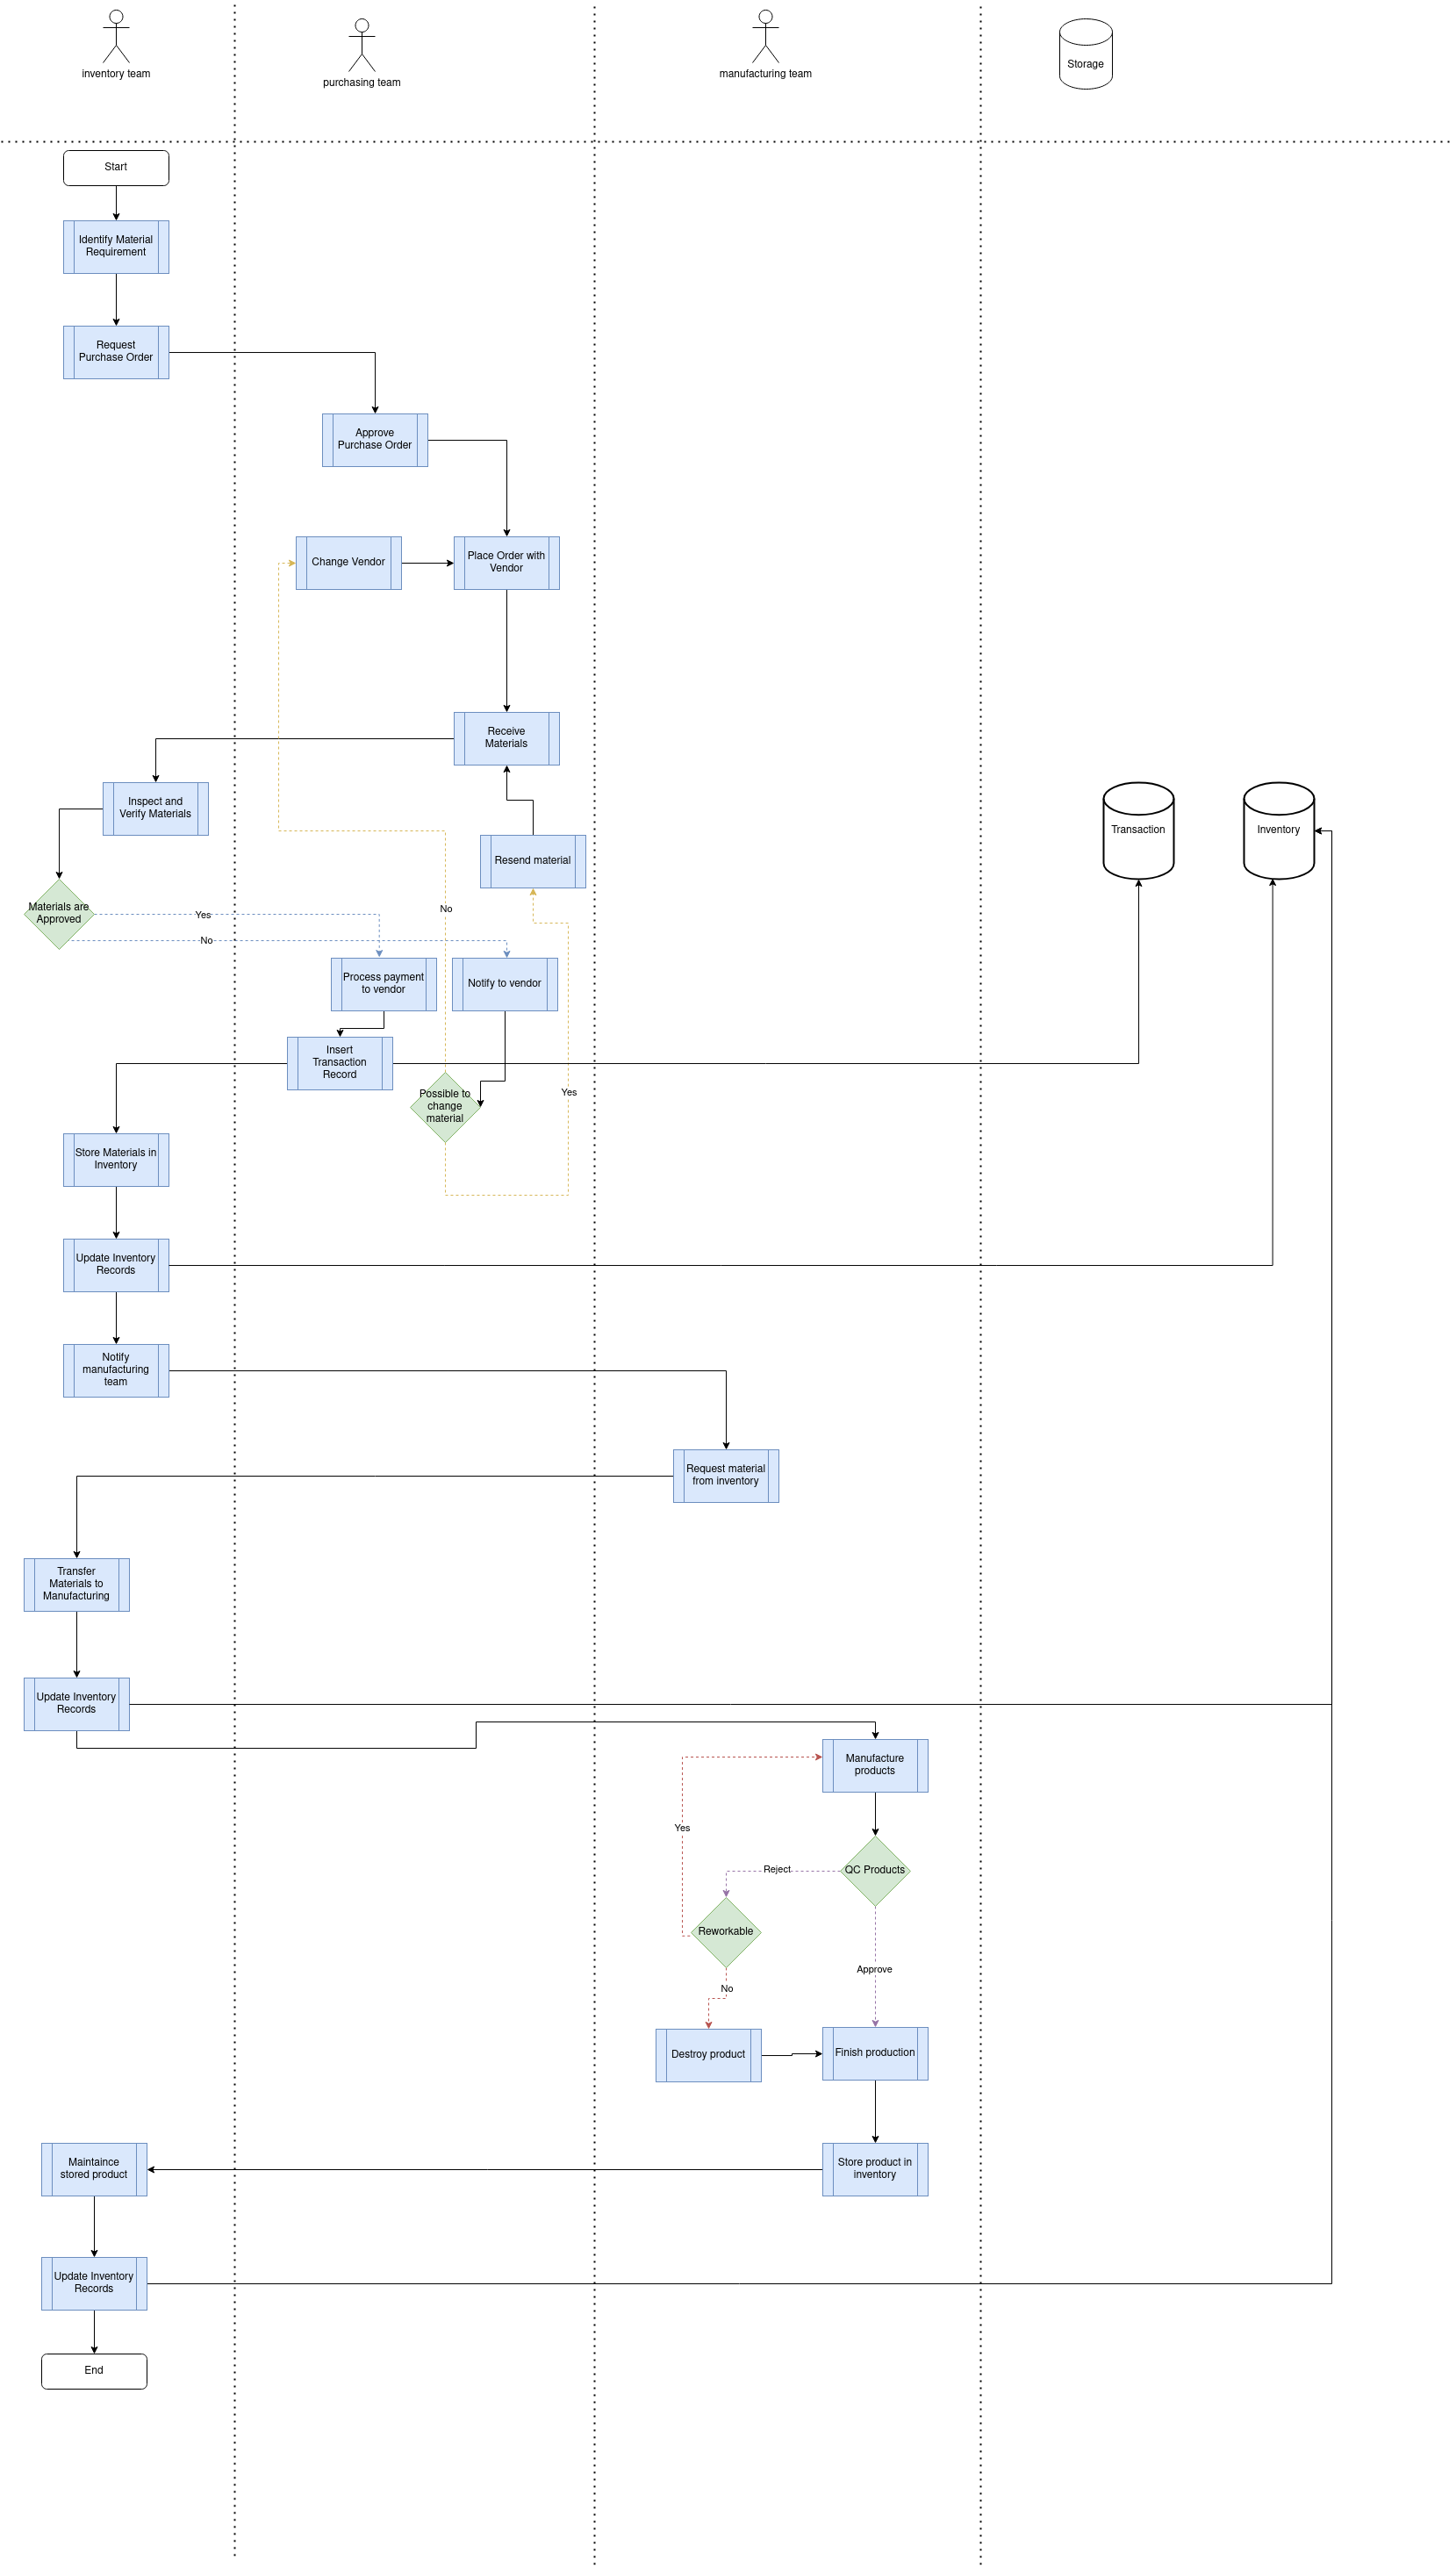 inventory team
purchasing team
manufacturing team
Storage
Start
Identify Material
Requirement
Request
Purchase Order
Approve
Purchase Order
Change Vendor
Place Order with
Vendor
Receive
Materials
Inspect and
Verify Materials
Transaction
Inventory
Resend material
Materials are
Approved
Yes
No
No
Process payment
to vendor
Notify to vendor
Insert
Transaction
Record
Possible to
change
material
Yes
Store Materials in
Inventory
Update Inventory
Records
Notify
manufacturing
team
Request material
from inventory
Transfer
Materials to
Manufacturing
Update Inventory
Records
Manufacture
products
Yes
Reject
QC Products
Reworkable
Approve
No
Destroy product
Finish production
Maintaince
stored product
Store product in
inventory
Update Inventory
Records
End